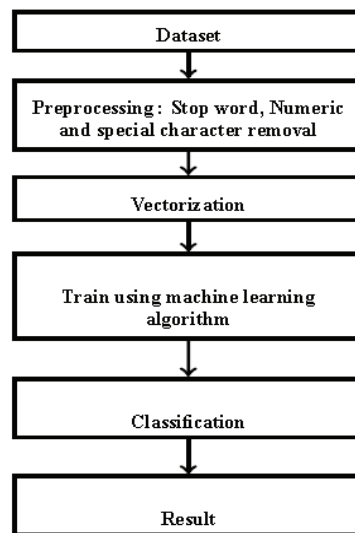 Dataset
Preprocessing: Stop word, Numeric
and special character removal
Vectorization
Train using machine learning
algorithm
Classification
Result